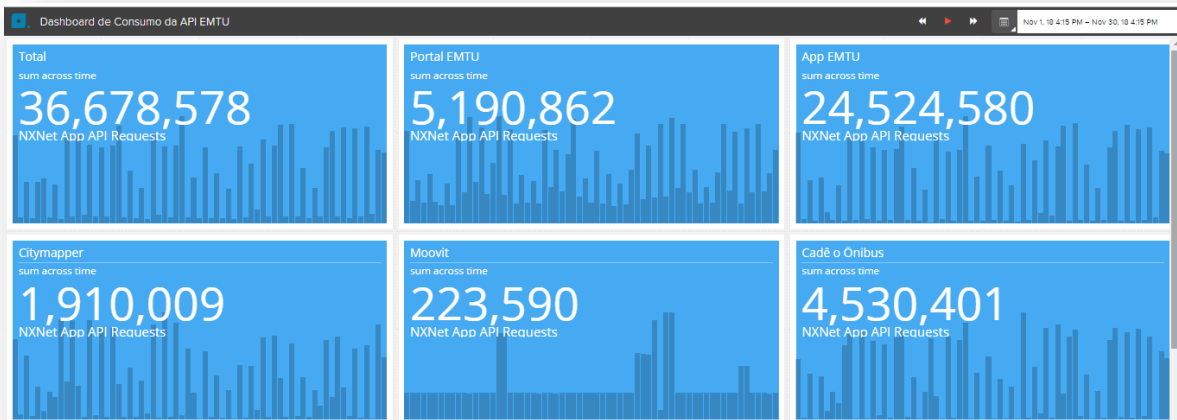 Dashboard de Consumo da API EMTU
Nov 1, 18 4:15 PM – Nov 30, 18 4:15 PM
Total
sum across time
36,678,578
NXNet App API Requests
Portal EMTU
sum across time
5,190,862
NXNet App API Requests
App EMTU
sum across time
24,524,580
NXNet App API Requests
Citymapper
sum across time
1,910,009
NXNet App API Requests
Moovit
sum across time
223,590
NXNet App API Requests
Cadê o Ônibus
sum across time
4,530,401
NXNet App API Requests